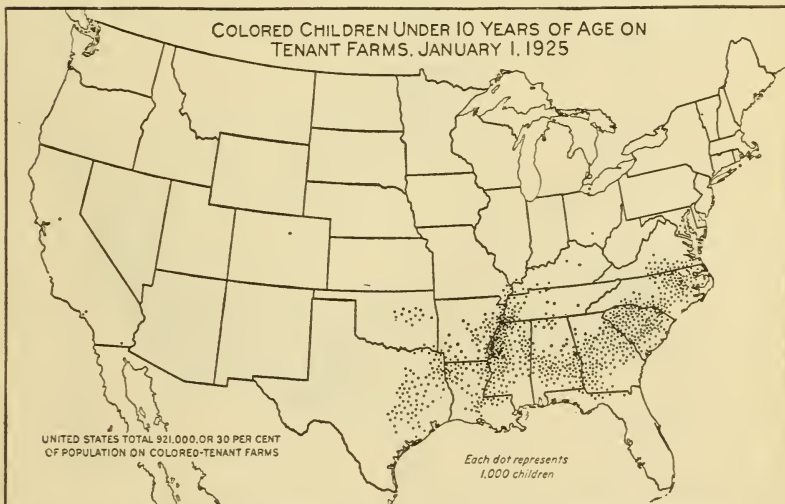 COLORED CHILDREN UNDER 10 YEARS OF AGE ON
TENANT FARMS, JANUARY 1, 1925
UNITED STATES TOTAL 921,000, OR 30 PER CENT
OF POPULATION ON COLORED-TENANT FARMS
Each dot represents
1,000 children